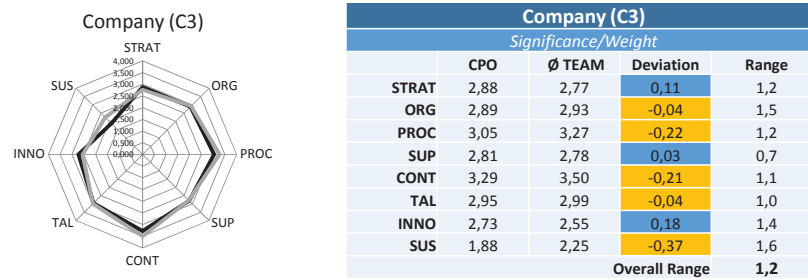 Company (C3)
STRAT
ORG
PROC
SUP
CONT
TAL
INNO
SUS
4,000
3,500
3,000
2,500
2,000
1,500
1,000
0,500
0,000
Company (C3)
Significance/Weight
CPO Ø TEAM Deviation Range
STRAT 2,88 2,77 0,11 1,2
ORG 2,89 2,93 -0,04 1,5
PROC 3,05 3,27 -0,22 1,2
SUP 2,81 2,78 0,03 0,7
CONT 3,29 3,50 -0,21 1,1
TAL 2,95 2,99 -0,04 1,0
INNO 2,73 2,55 0,18 1,4
SUS 1,88 2,25 -0,37 1,6
Overall Range 1,2